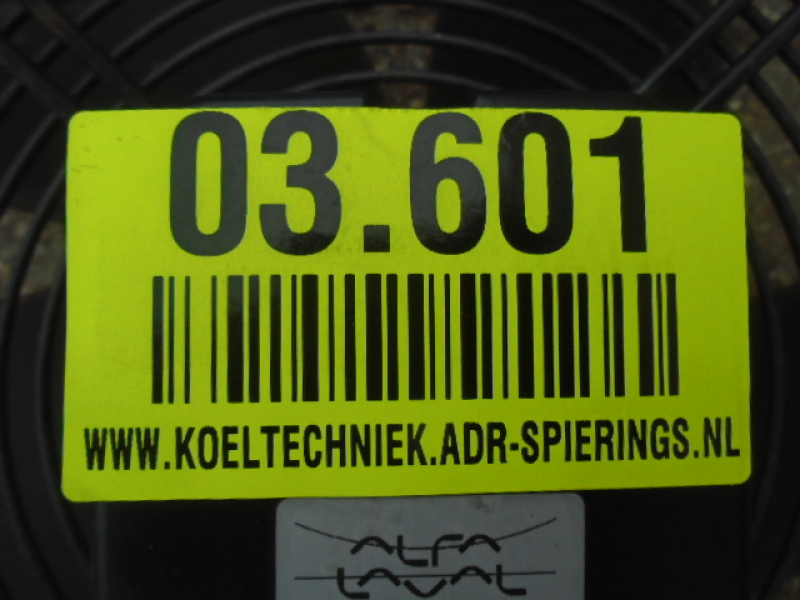 03.601
WWW.KOELTECHNIEK.ADR-SPIERINGS.NL
ALFA
LAVAL